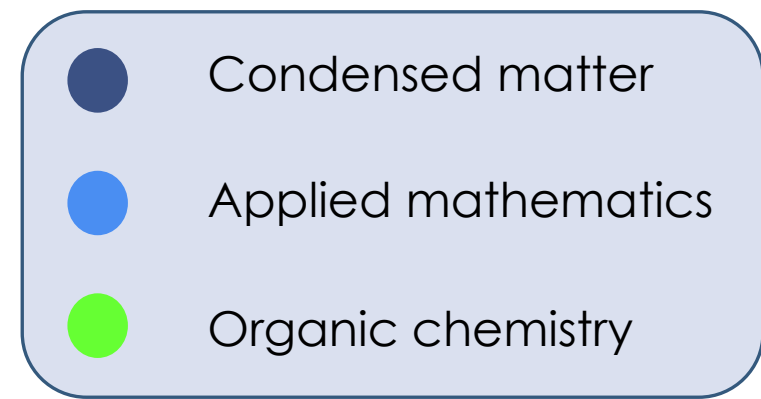 Condensed matter
Applied mathematics
Organic chemistry